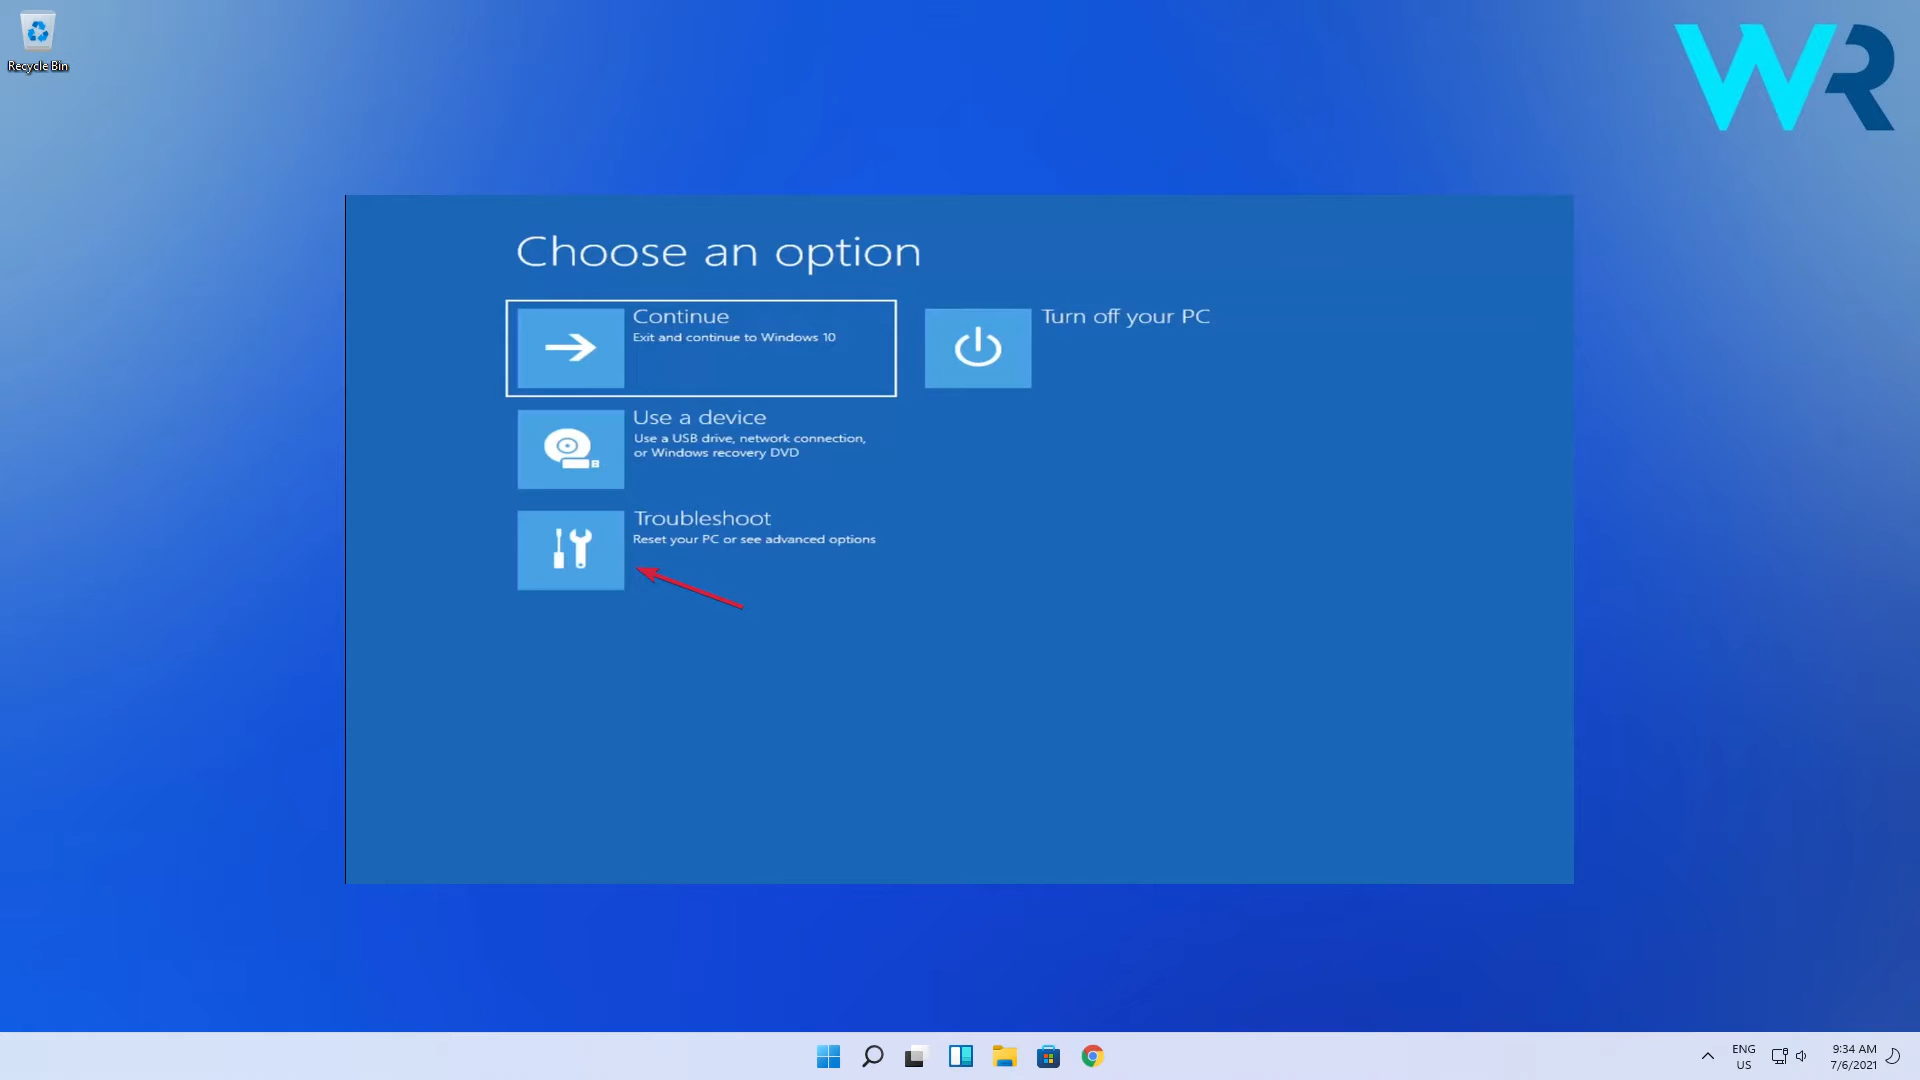 Recycle Bin
WR
Choose an option
Continue
Exit and continue to Windows 10
Turn off your PC
Use a device
Use a USB drive, network connection,
or Windows recovery DVD
Troubleshoot
Reset your PC or see advanced options
ENG
US
9:34 AM
7/6/2021